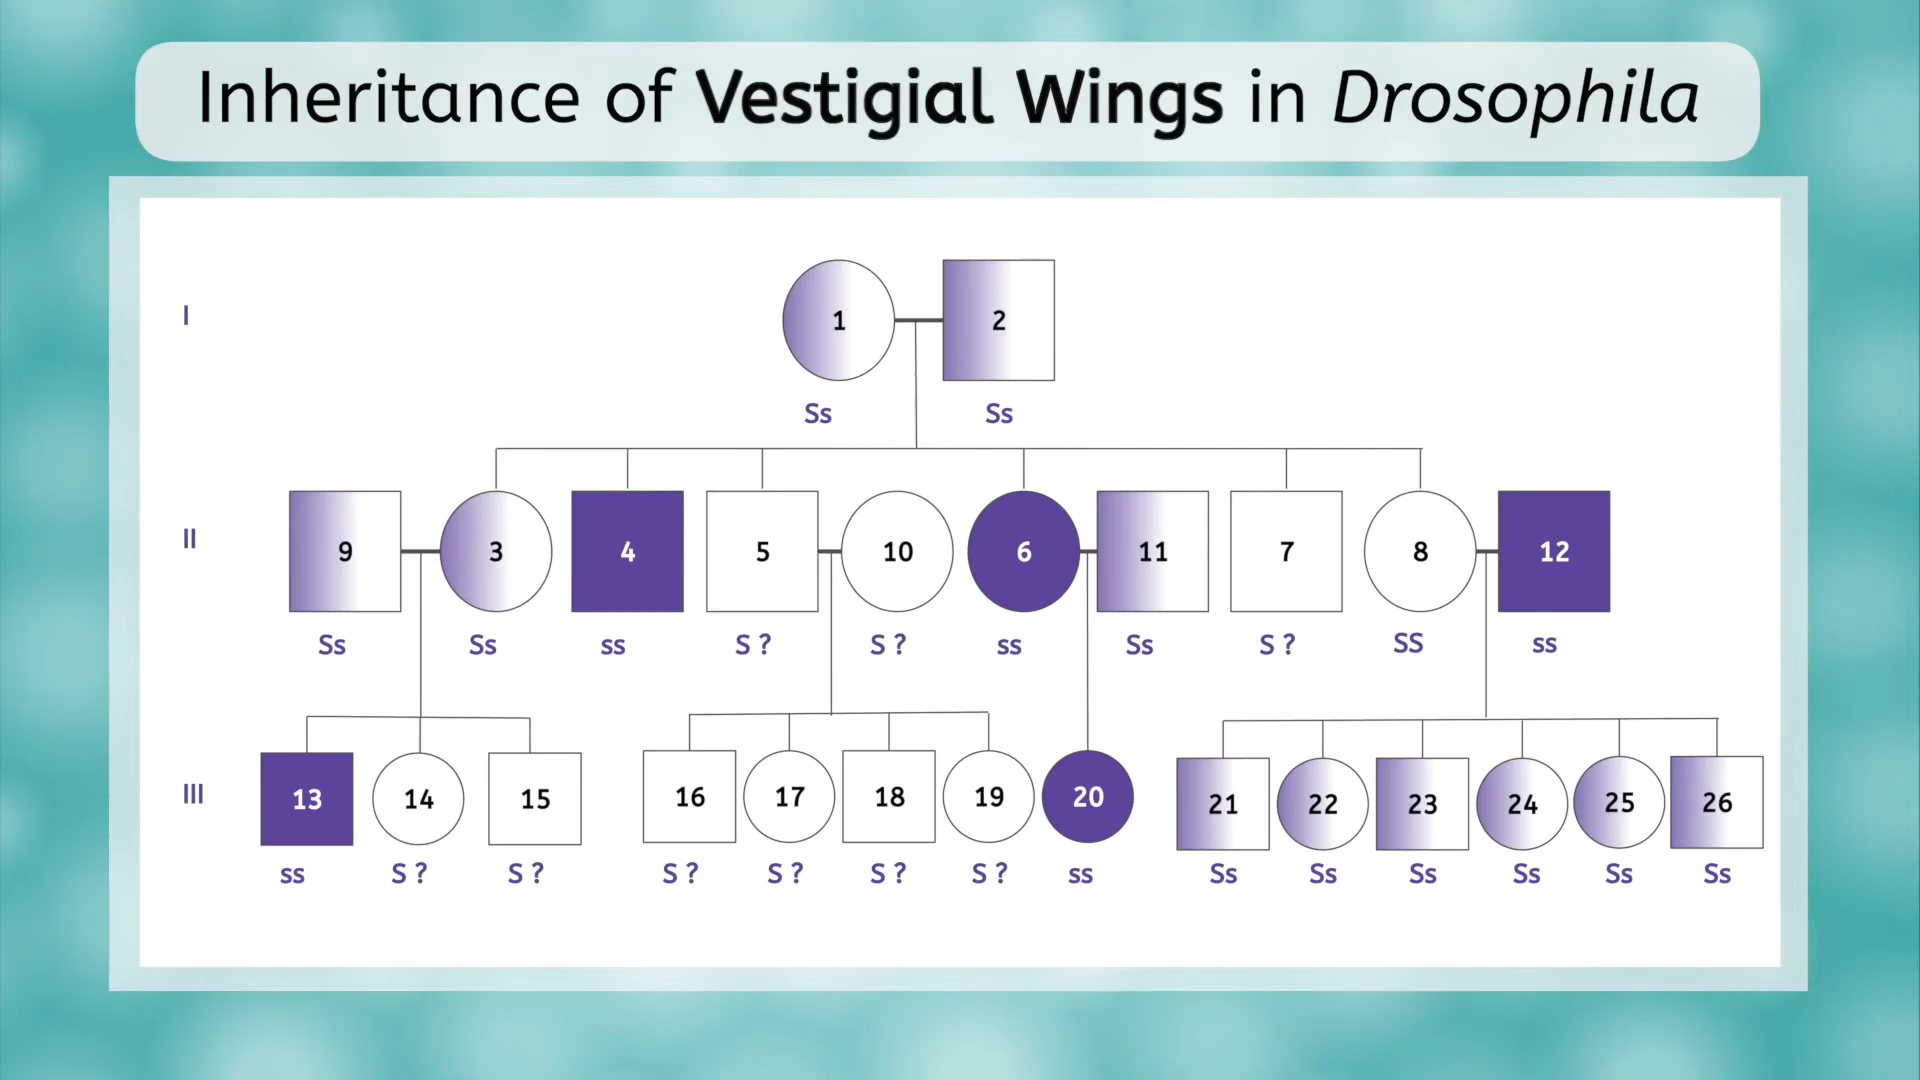 Inheritance of Vestigial Wings in Drosophila
I
1 2
Ss Ss
II
9 3 4 5 10 6 11 7 8 12
Ss Ss ss S ? S ? ss Ss S ? SS ss
III
13 14 15 16 17 18 19 20 21 22 23 24 25 26
ss S ? S ? S ? S ? S ? S ? ss Ss Ss Ss Ss Ss Ss